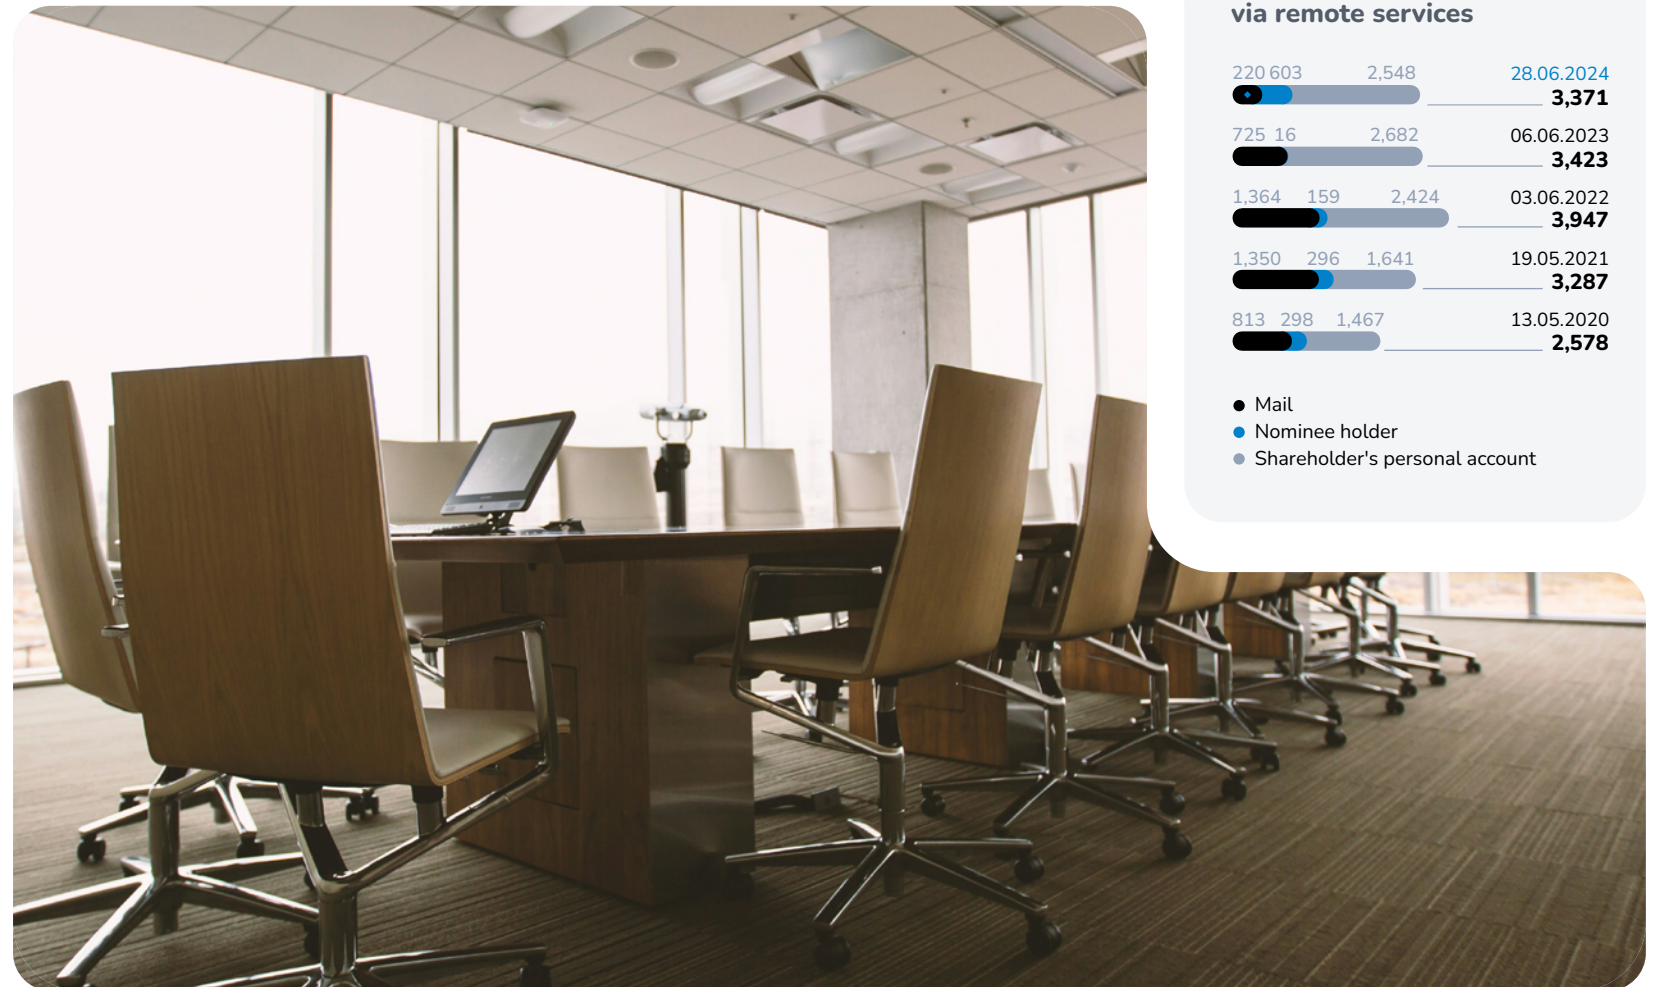 via remote services
220 603 2,548 28.06.2024
3,371
725 16 2,682 06.06.2023
3,423
1,364 159 2,424 03.06.2022
3,947
1,350 296 1,641 19.05.2021
3,287
813 298 1,467 13.05.2020
2,578
Mail
Nominee holder
Shareholder's personal account